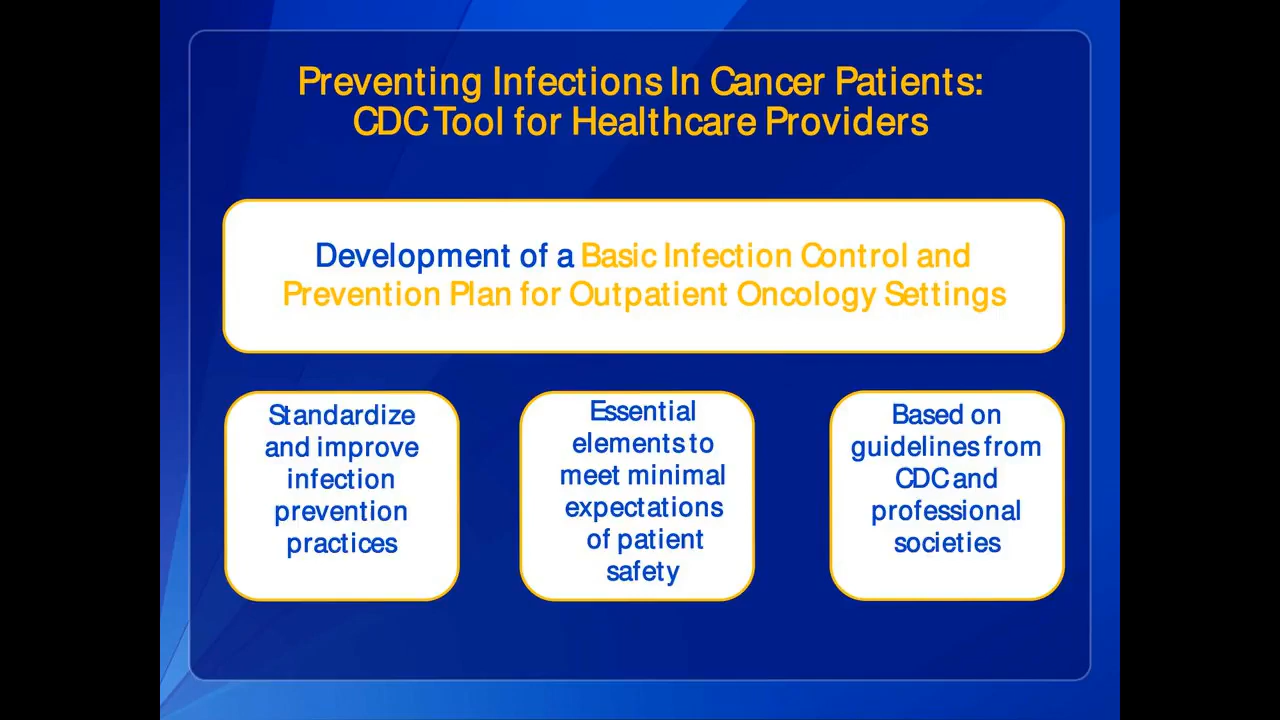 Preventing Infections In Cancer Patients:
CDC Tool for Healthcare Providers
Development of a Basic Infection Control and
Prevention Plan for Outpatient Oncology Settings
Standardize
and improve
infection
prevention
practices
Essential
elements to
meet minimal
expectations
of patient
safety
Based on
guidelines from
CDC and
professional
societies